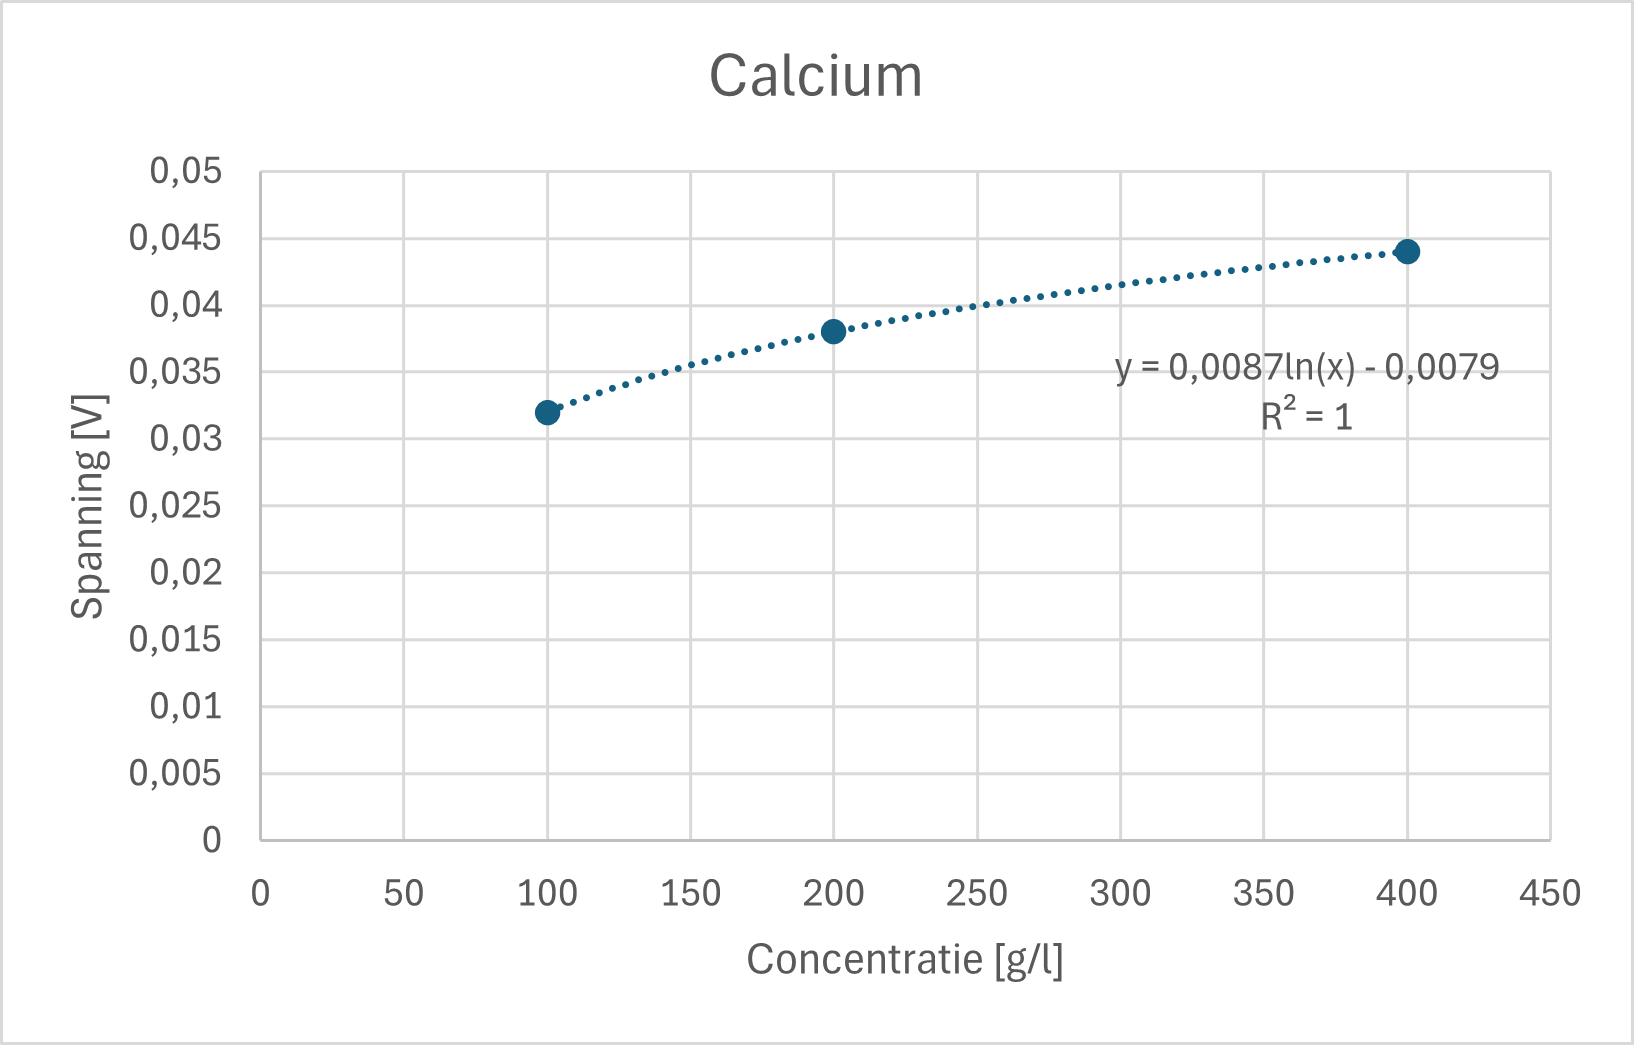 Calcium
0,05
0,045
0,04
0,035
0,03
0,025
0,02
0,015
0,01
0,005
0
Spanning [V]
y = 0,0087ln(x) - 0,0079
R² = 1
0 50 100 150 200 250 300 350 400 450
Concentratie [g/l]